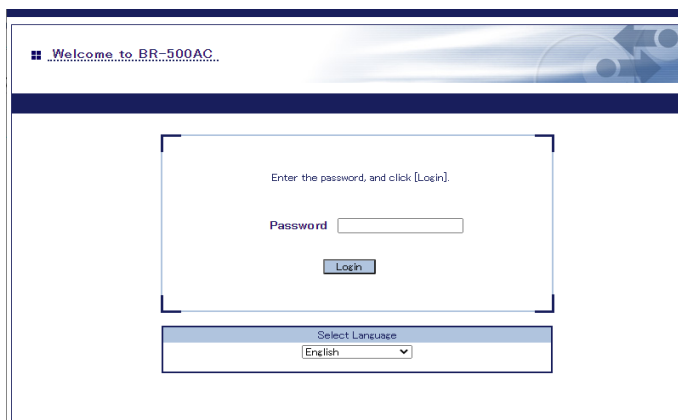 Welcome to BR-500AC.
Enter the password, and click [Login].
Password
Login
Select Language
English